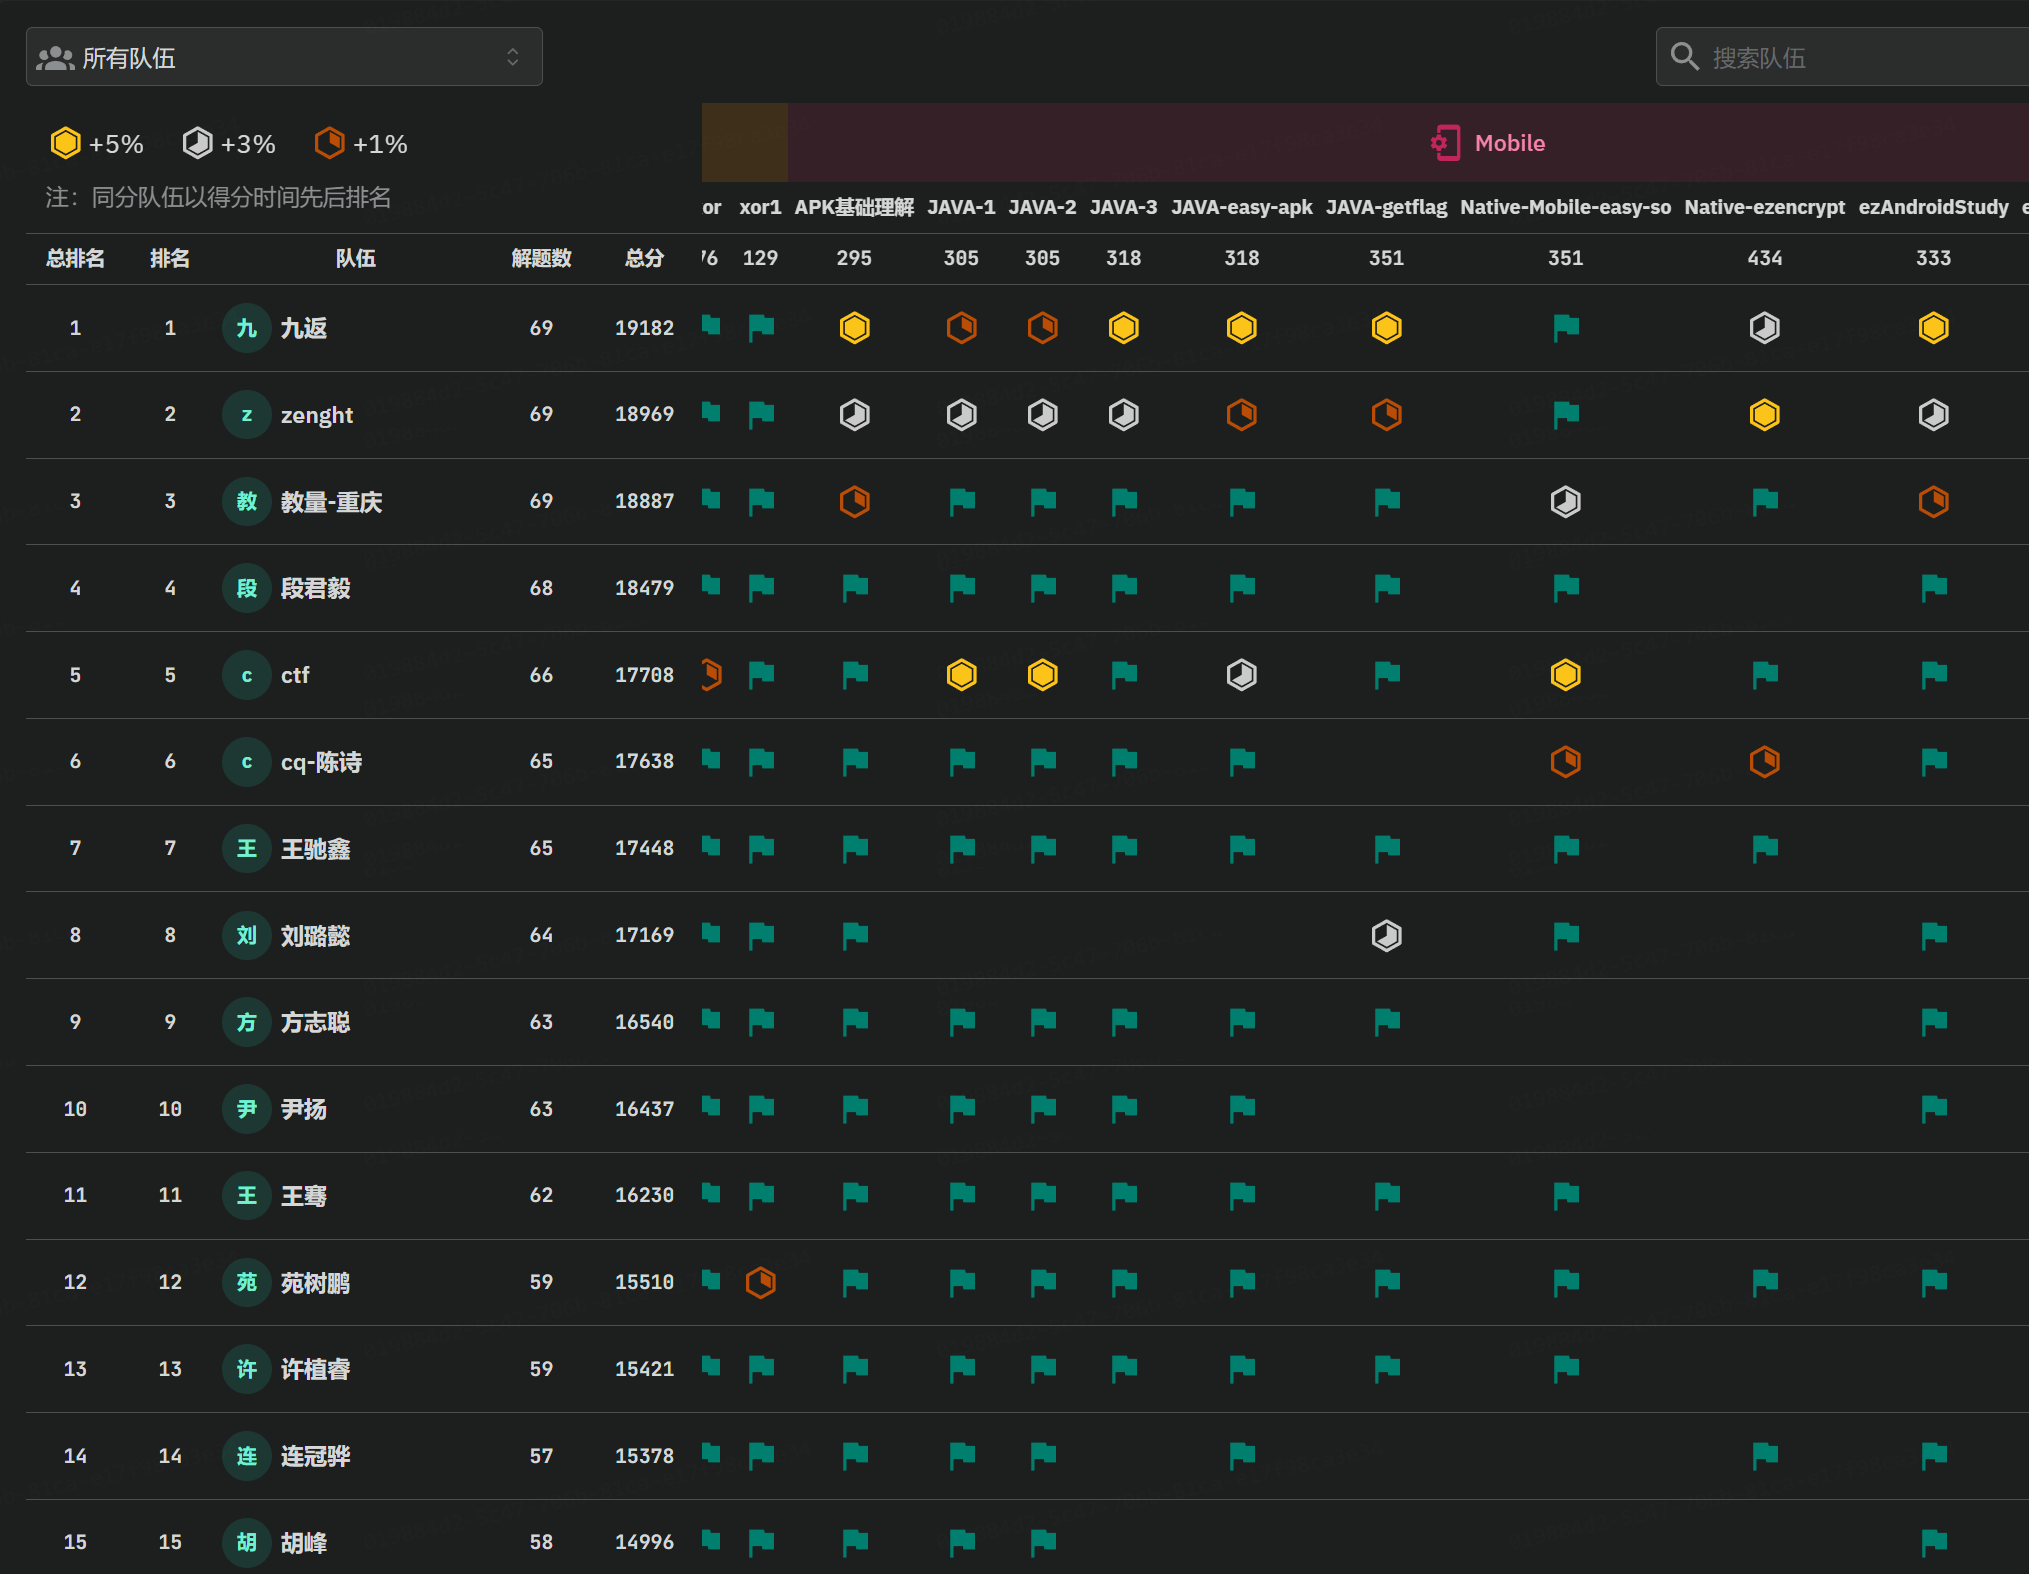 所有队伍
搜索队伍
+5% +3% +1%
Mobile
注：同分队伍以得分时间先后排名
or xor1 APK基础理解 JAVA-1 JAVA-2 JAVA-3 JAVA-easy-apk JAVA-getflag Native-Mobile-easy-so Native-ezencrypt ezAndroidStudy
总排名 排名 队伍 解题数 总分 76 129 295 305 305 318 318 351 351 434 333
1 1 九 九返 69 19182
2 2 z zenght 69 18969
3 3 教 教量-重庆 69 18887
4 4 段 段君毅 68 18479
5 5 c ctf 66 17708
6 6 c cq-陈诗 65 17638
7 7 王 王驰鑫 65 17448
8 8 刘 刘璐懿 64 17169
9 9 方 方志聪 63 16540
10 10 尹 尹扬 63 16437
11 11 王 王骞 62 16230
12 12 苑 苑树鹏 59 15510
13 13 许 许植睿 59 15421
14 14 连 连冠骅 57 15378
15 15 胡 胡峰 58 14996